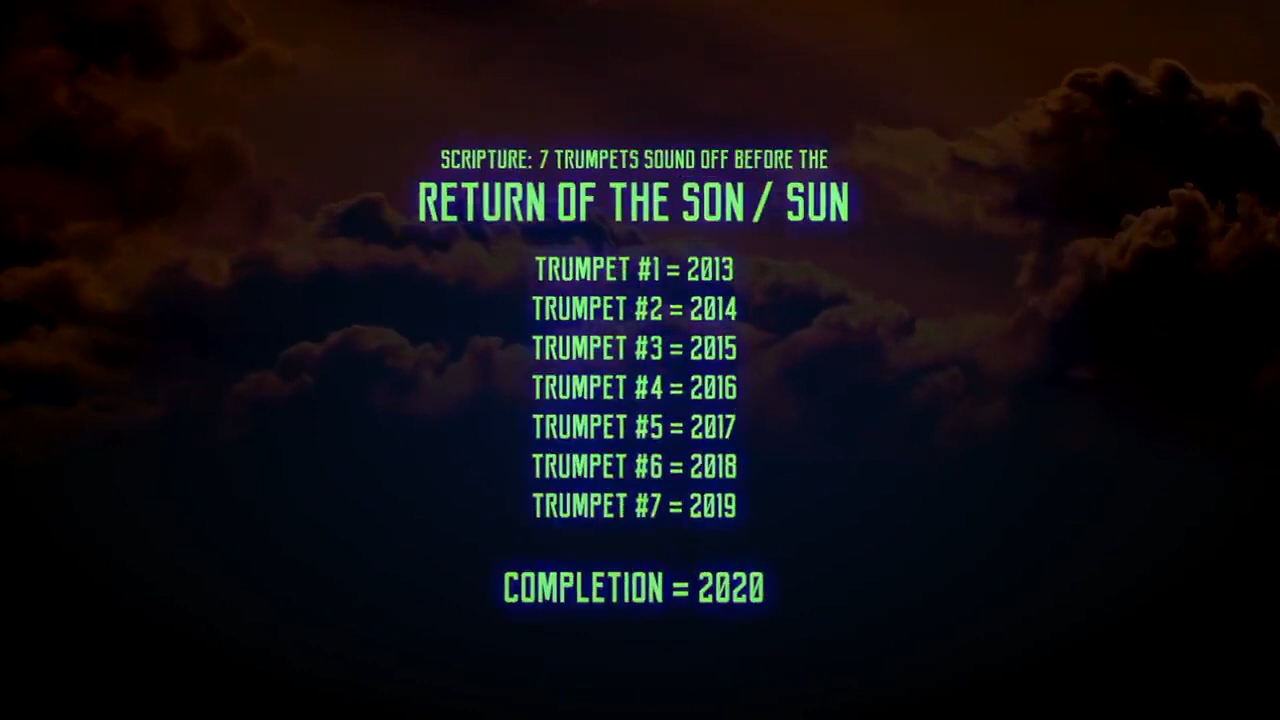 SCRIPTURE: 7 TRUMPETS SOUND OFF BEFORE THE
RETURN OF THE SON / SUN
TRUMPET #1 = 2013
TRUMPET #2 = 2014
TRUMPET #3 = 2015
TRUMPET #4 = 2016
TRUMPET #5 = 2017
TRUMPET #6 = 2018
TRUMPET #7 = 2019
COMPLETION = 2020